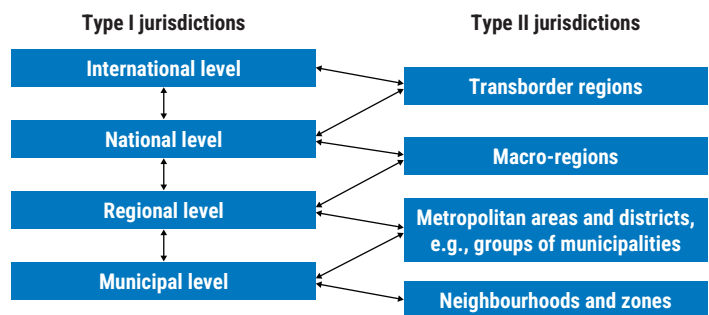 Type I jurisdictions
Type II jurisdictions
International level
Transborder regions
National level
Macro-regions
Regional level
Metropolitan areas and districts,
e.g., groups of municipalities
Municipal level
Neighbourhoods and zones